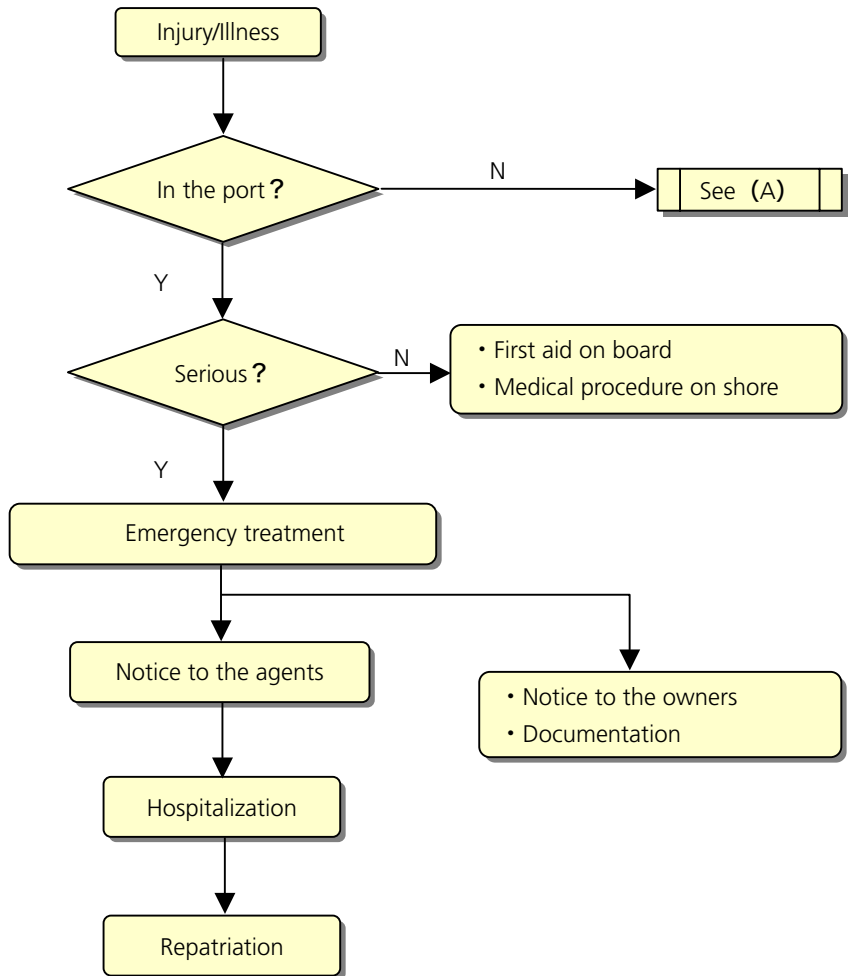 Injury/Illness
In the port？
N
See (A)
Y
Serious？
N
・First aid on board
・Medical procedure on shore
Y
Emergency treatment
Notice to the agents
・Notice to the owners
・Documentation
Hospitalization
Repatriation